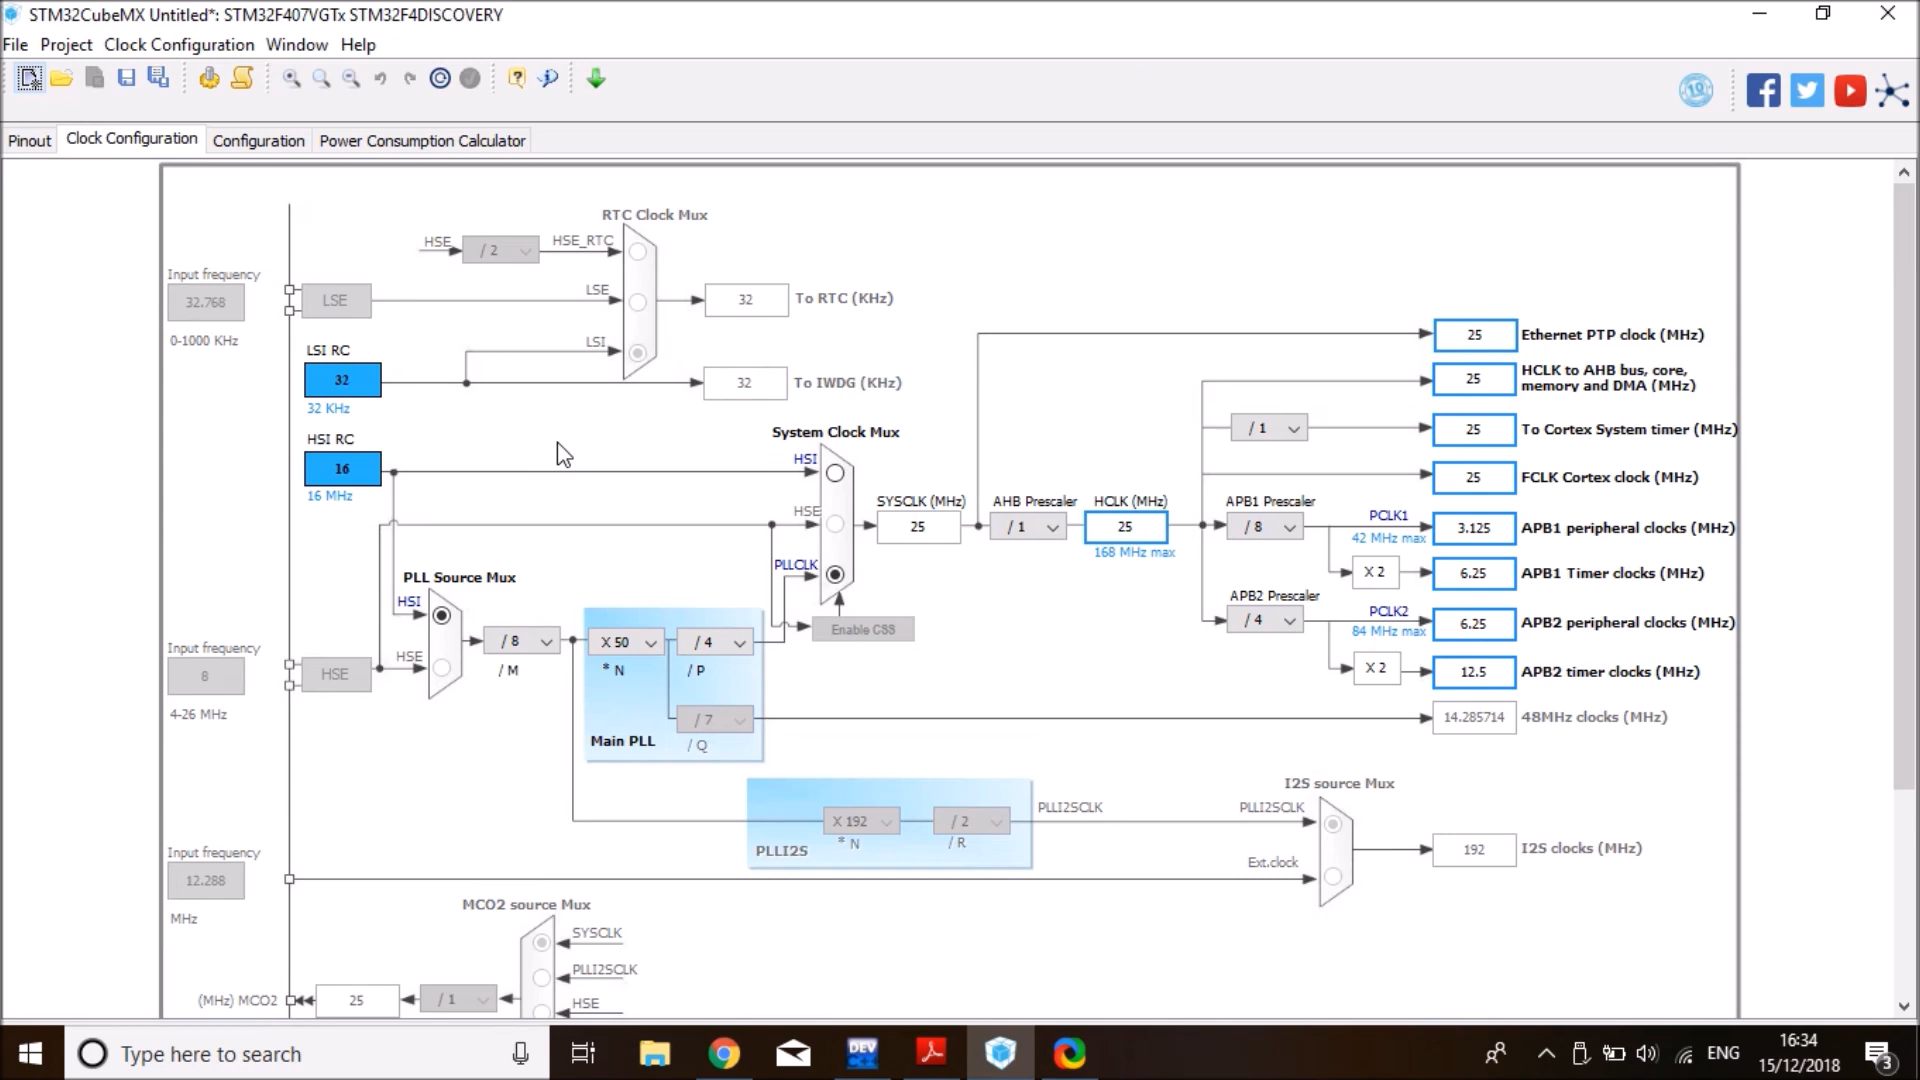 STM32CubeMX Untitled*: STM32F407VGTx STM32F4DISCOVERY
File Project Clock Configuration Window Help
10
Pinout Clock Configuration Configuration Power Consumption Calculator
RTC Clock Mux
HSE / 2 HSE_RTC
Input frequency
32.768
LSE LSE 32 To RTC (KHz)
0-1000 KHz
LSI RC LSI
32 32 To IWDG (KHz)
32 KHz
Ethernet PTP clock (MHz) 25
25 HCLK to AHB bus, core,
memory and DMA (MHz)
/ 1 25 To Cortex System timer (MHz)
HSI RC System Clock Mux
16 HSI 25 FCLK Cortex clock (MHz)
16 MHz
HSE SYSCLK (MHz) AHB Prescaler HCLK (MHz) APB1 Prescaler PCLK1
25 / 1 25 / 8 3.125 APB1 peripheral clocks (MHz)
168 MHz max 42 MHz max
PLLCLK X 2 6.25 APB1 Timer clocks (MHz)
PLL Source Mux APB2 Prescaler PCLK2
HSI / 4 6.25 APB2 peripheral clocks (MHz)
Enable CSS 84 MHz max
/ 8 X 50 / 4
Input frequency HSE / M * N / P
8 HSE X 2 12.5 APB2 timer clocks (MHz)
4-26 MHz
/ 7 14.285714 48MHz clocks (MHz)
Main PLL / Q
I2S source Mux
X 192 / 2 PLLI2SCLK PLLI2SCLK
PLLI2S * N / R 192 I2S clocks (MHz)
Input frequency Ext.clock
12.288
MHz
MCO2 source Mux
SYSCLK
PLLI2SCLK
(MHz) MCO2 25 / 1 HSE
Type here to search
DEV
ENG
16:34
15/12/2018
3